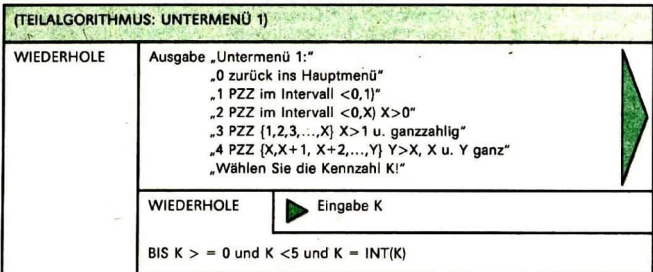 (TEILALGORITHMUS: UNTERMENÜ 1)
WIEDERHOLE
Ausgabe „Untermenü 1:“
„0 zurück ins Hauptmenü“
„1 PZZ im Intervall <0,1)“
„2 PZZ im Intervall <0,X) X>0“
„3 PZZ {1,2,3,...,X} X>1 u. ganzzahlig“
„4 PZZ {X,X+1, X+2,...,Y} Y>X, X u. Y ganz“
„Wählen Sie die Kennzahl K!“
WIEDERHOLE
Eingabe K
BIS K > = 0 und K <5 und K = INT(K)